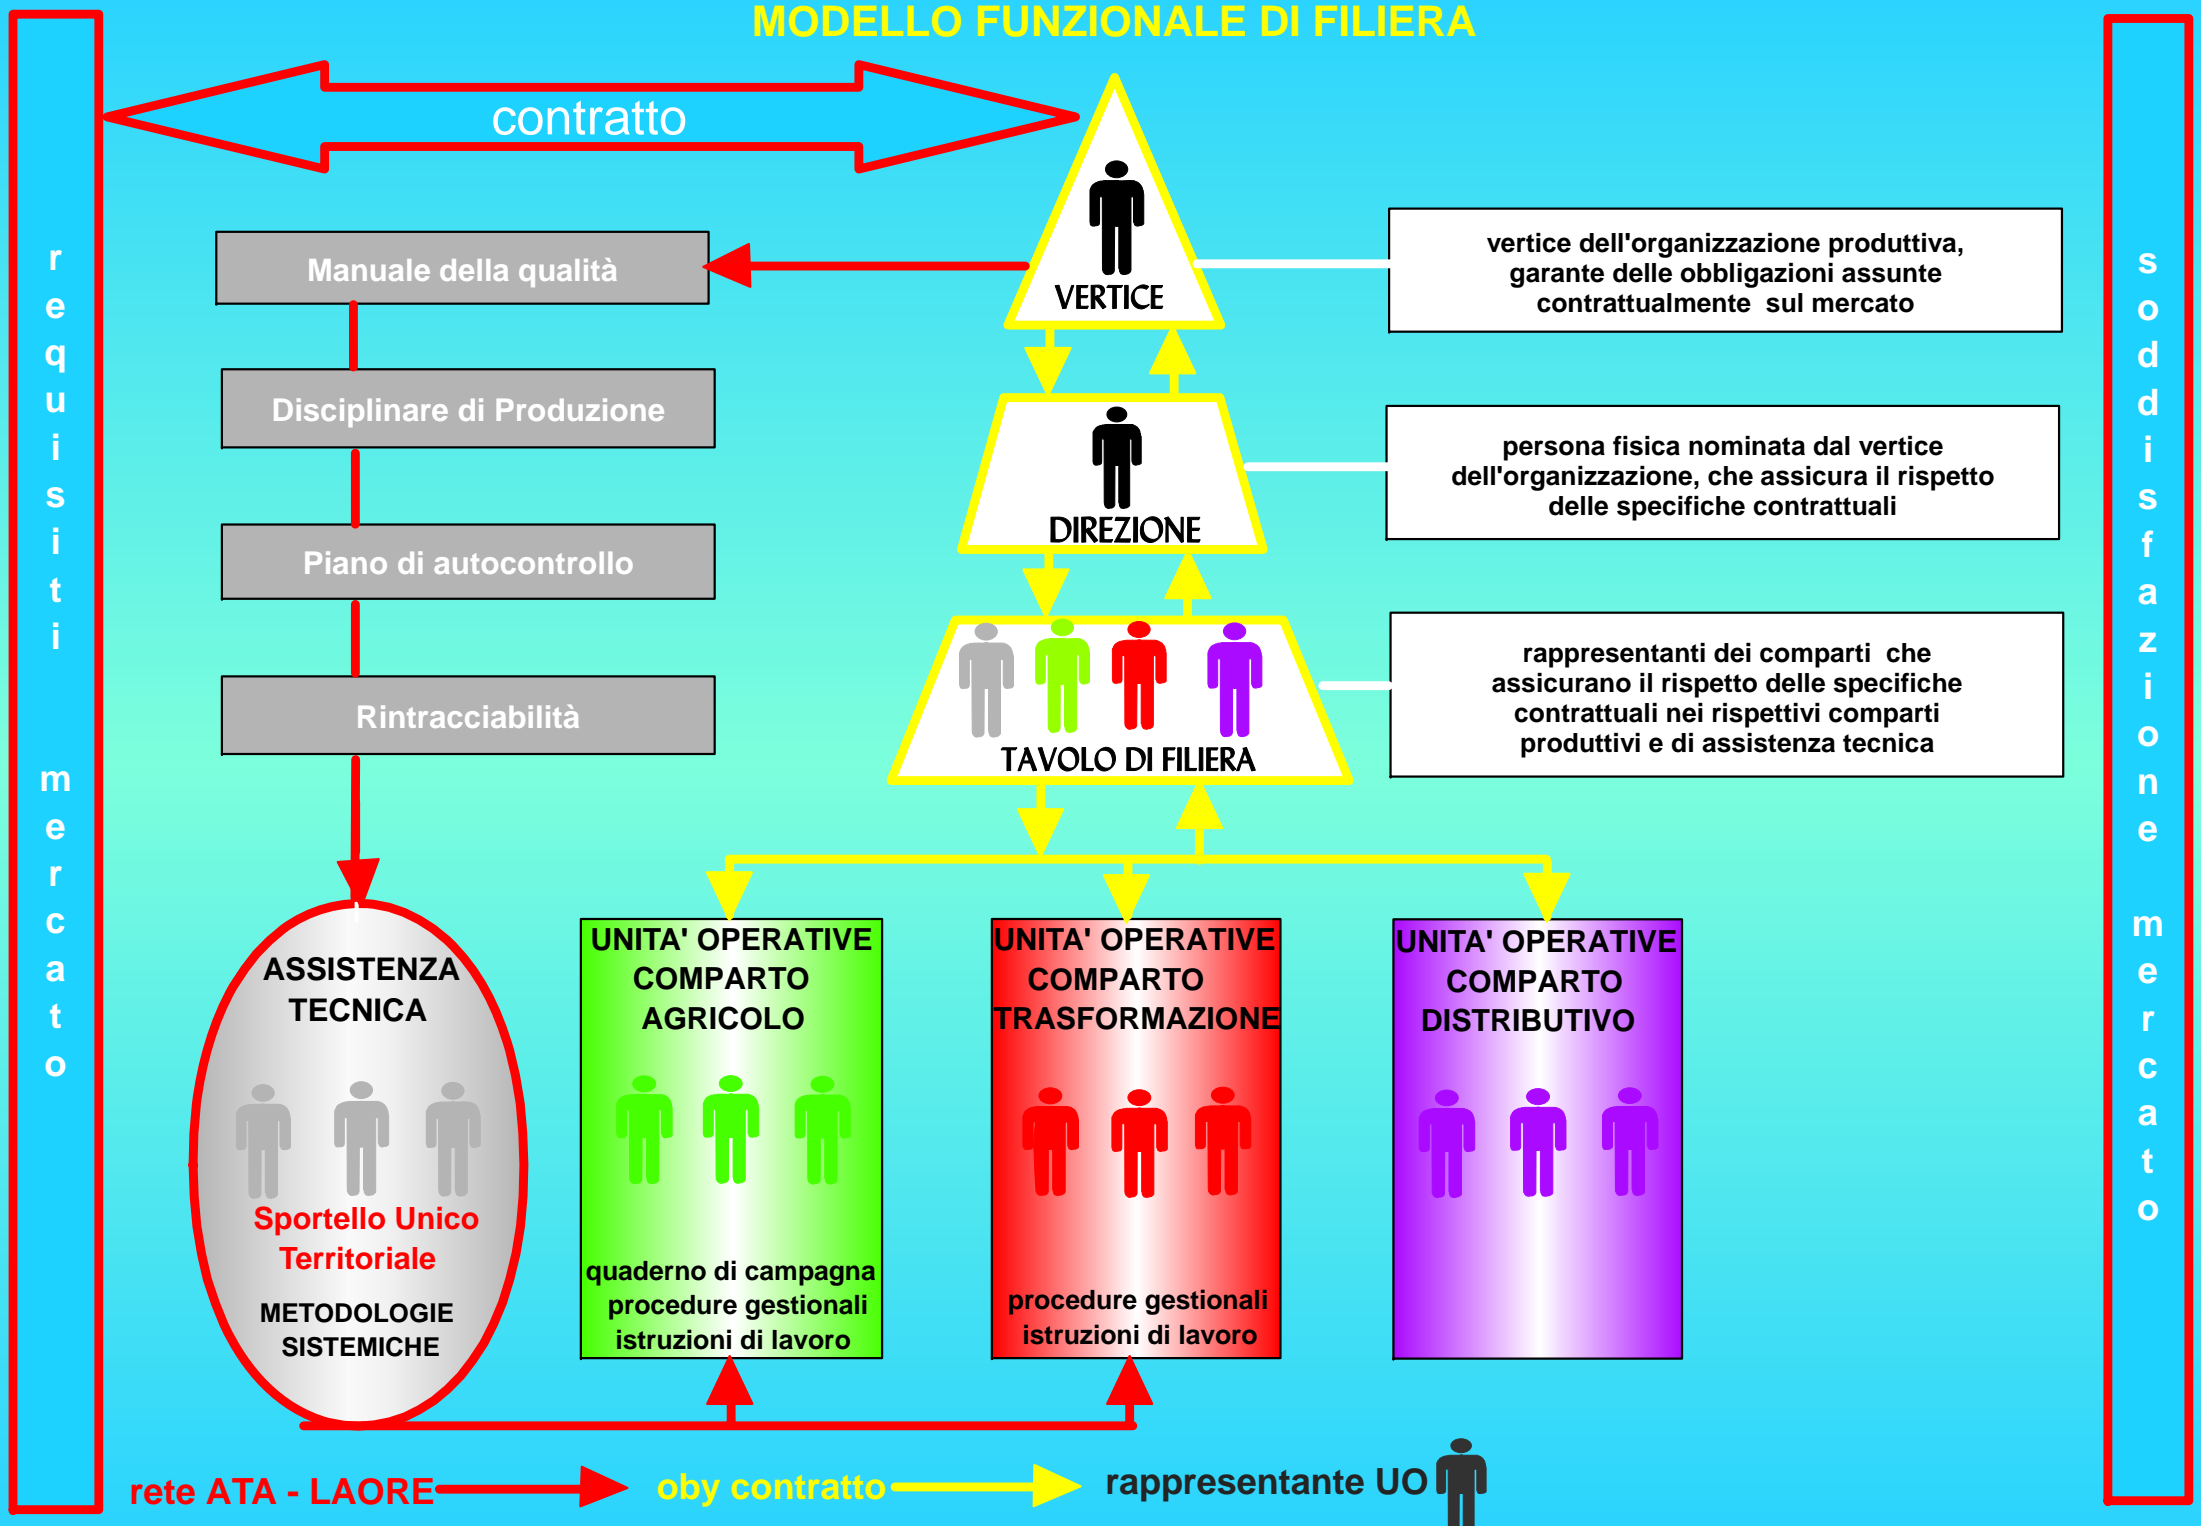 MODELLO FUNZIONALE DI FILIERA
requisiti mercato
contratto
VERTICE
vertice dell'organizzazione produttiva,
garante delle obbligazioni assunte
contrattualmente sul mercato
Manuale della qualità
Disciplinare di Produzione
DIREZIONE
persona fisica nominata dal vertice
dell'organizzazione, che assicura il rispetto
delle specifiche contrattuali
Piano di autocontrollo
Rintracciabilità
TAVOLO DI FILIERA
rappresentanti dei comparti che
assicurano il rispetto delle specifiche
contrattuali nei rispettivi comparti
produttivi e di assistenza tecnica
ASSISTENZA
TECNICA
Sportello Unico
Territoriale
METODOLOGIE
SISTEMICHE
UNITA' OPERATIVE
COMPARTO
AGRICOLO
quaderno di campagna
procedure gestionali
istruzioni di lavoro
UNITA' OPERATIVE
COMPARTO
TRASFORMAZIONE
procedure gestionali
istruzioni di lavoro
UNITA' OPERATIVE
COMPARTO
DISTRIBUTIVO
soddisfazione mercato
rete ATA - LAORE
oby contratto
rappresentante UO